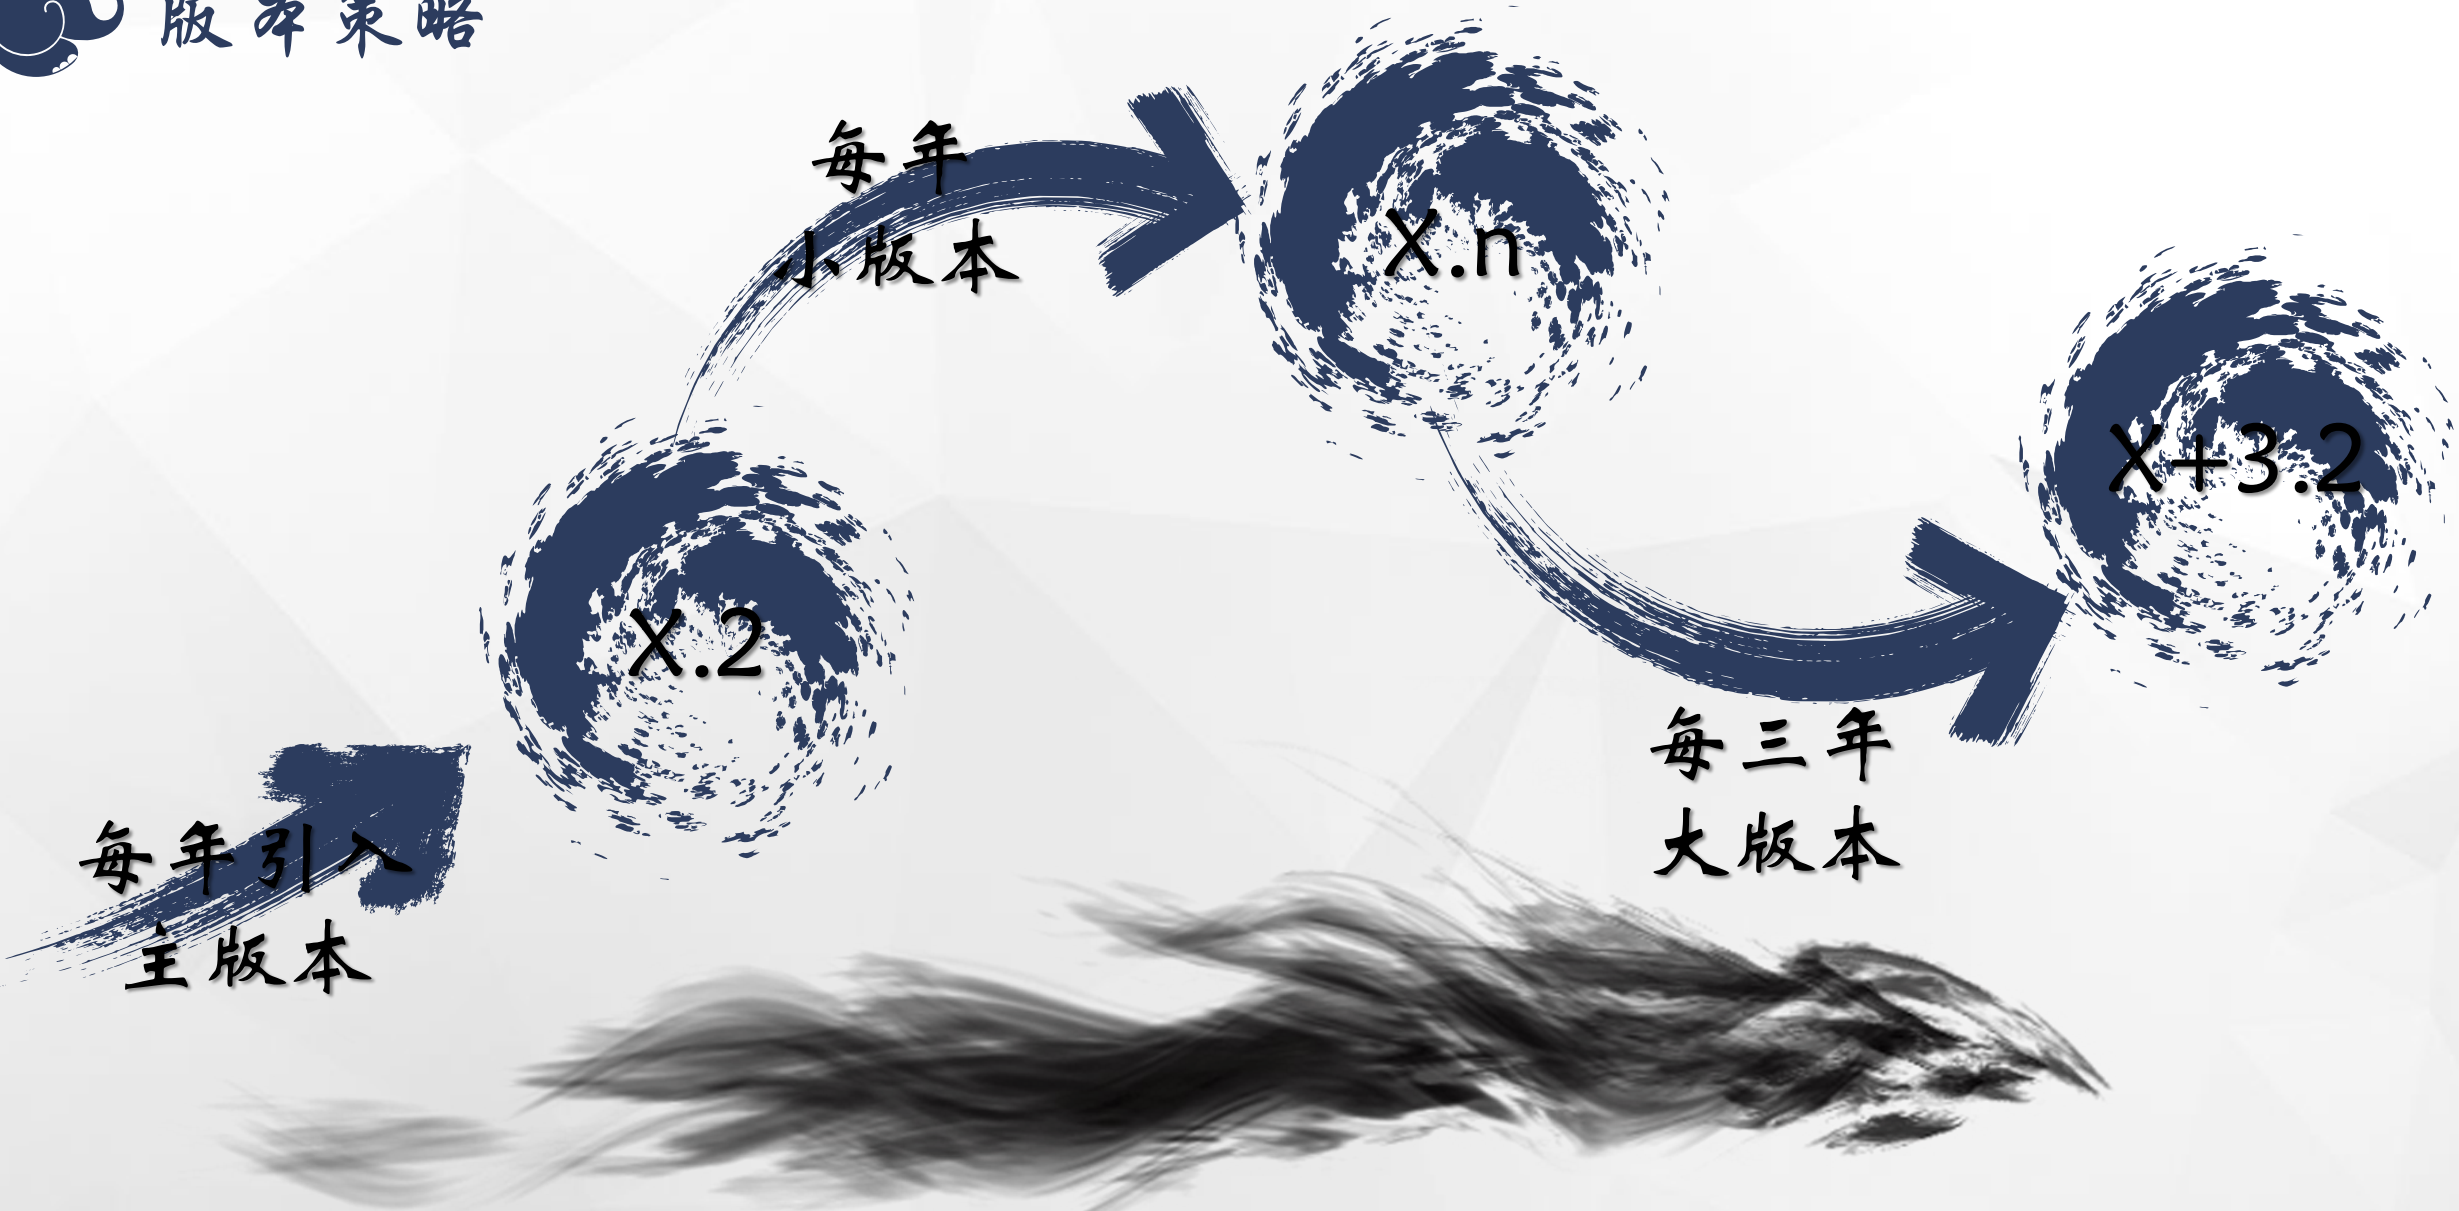 版本策略
每年引入
主版本
X.2
每年
小版本
X.n
每三年
大版本
X+3.2